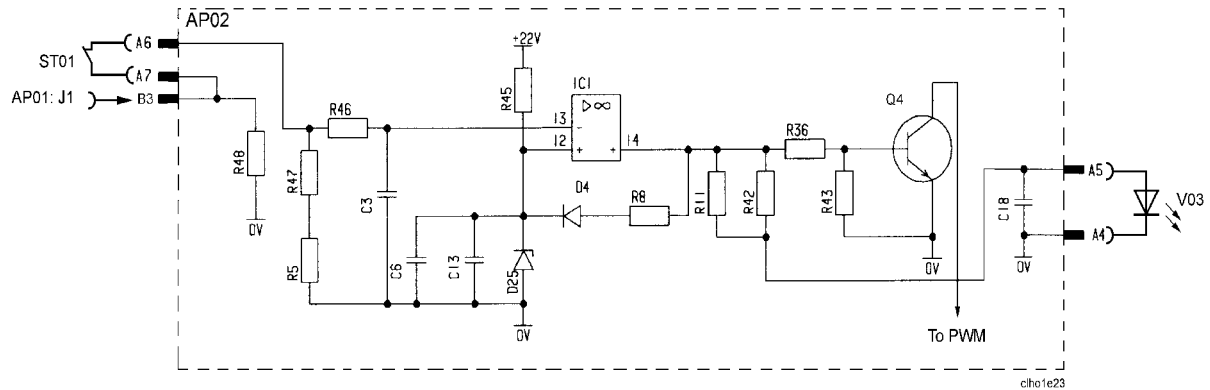 AP02
A6
ST01
A7
AP01: J1
B3
+22V
R45
IC1
▷ ∞
13
-
12
+
+
14
R46
R48
0V
R47
R5
C3
C6
C13
D25
0V
D4
R8
R11
R42
R36
R43
Q4
0V
To PWM
C18
0V
A5
V03
A4
clho1e23